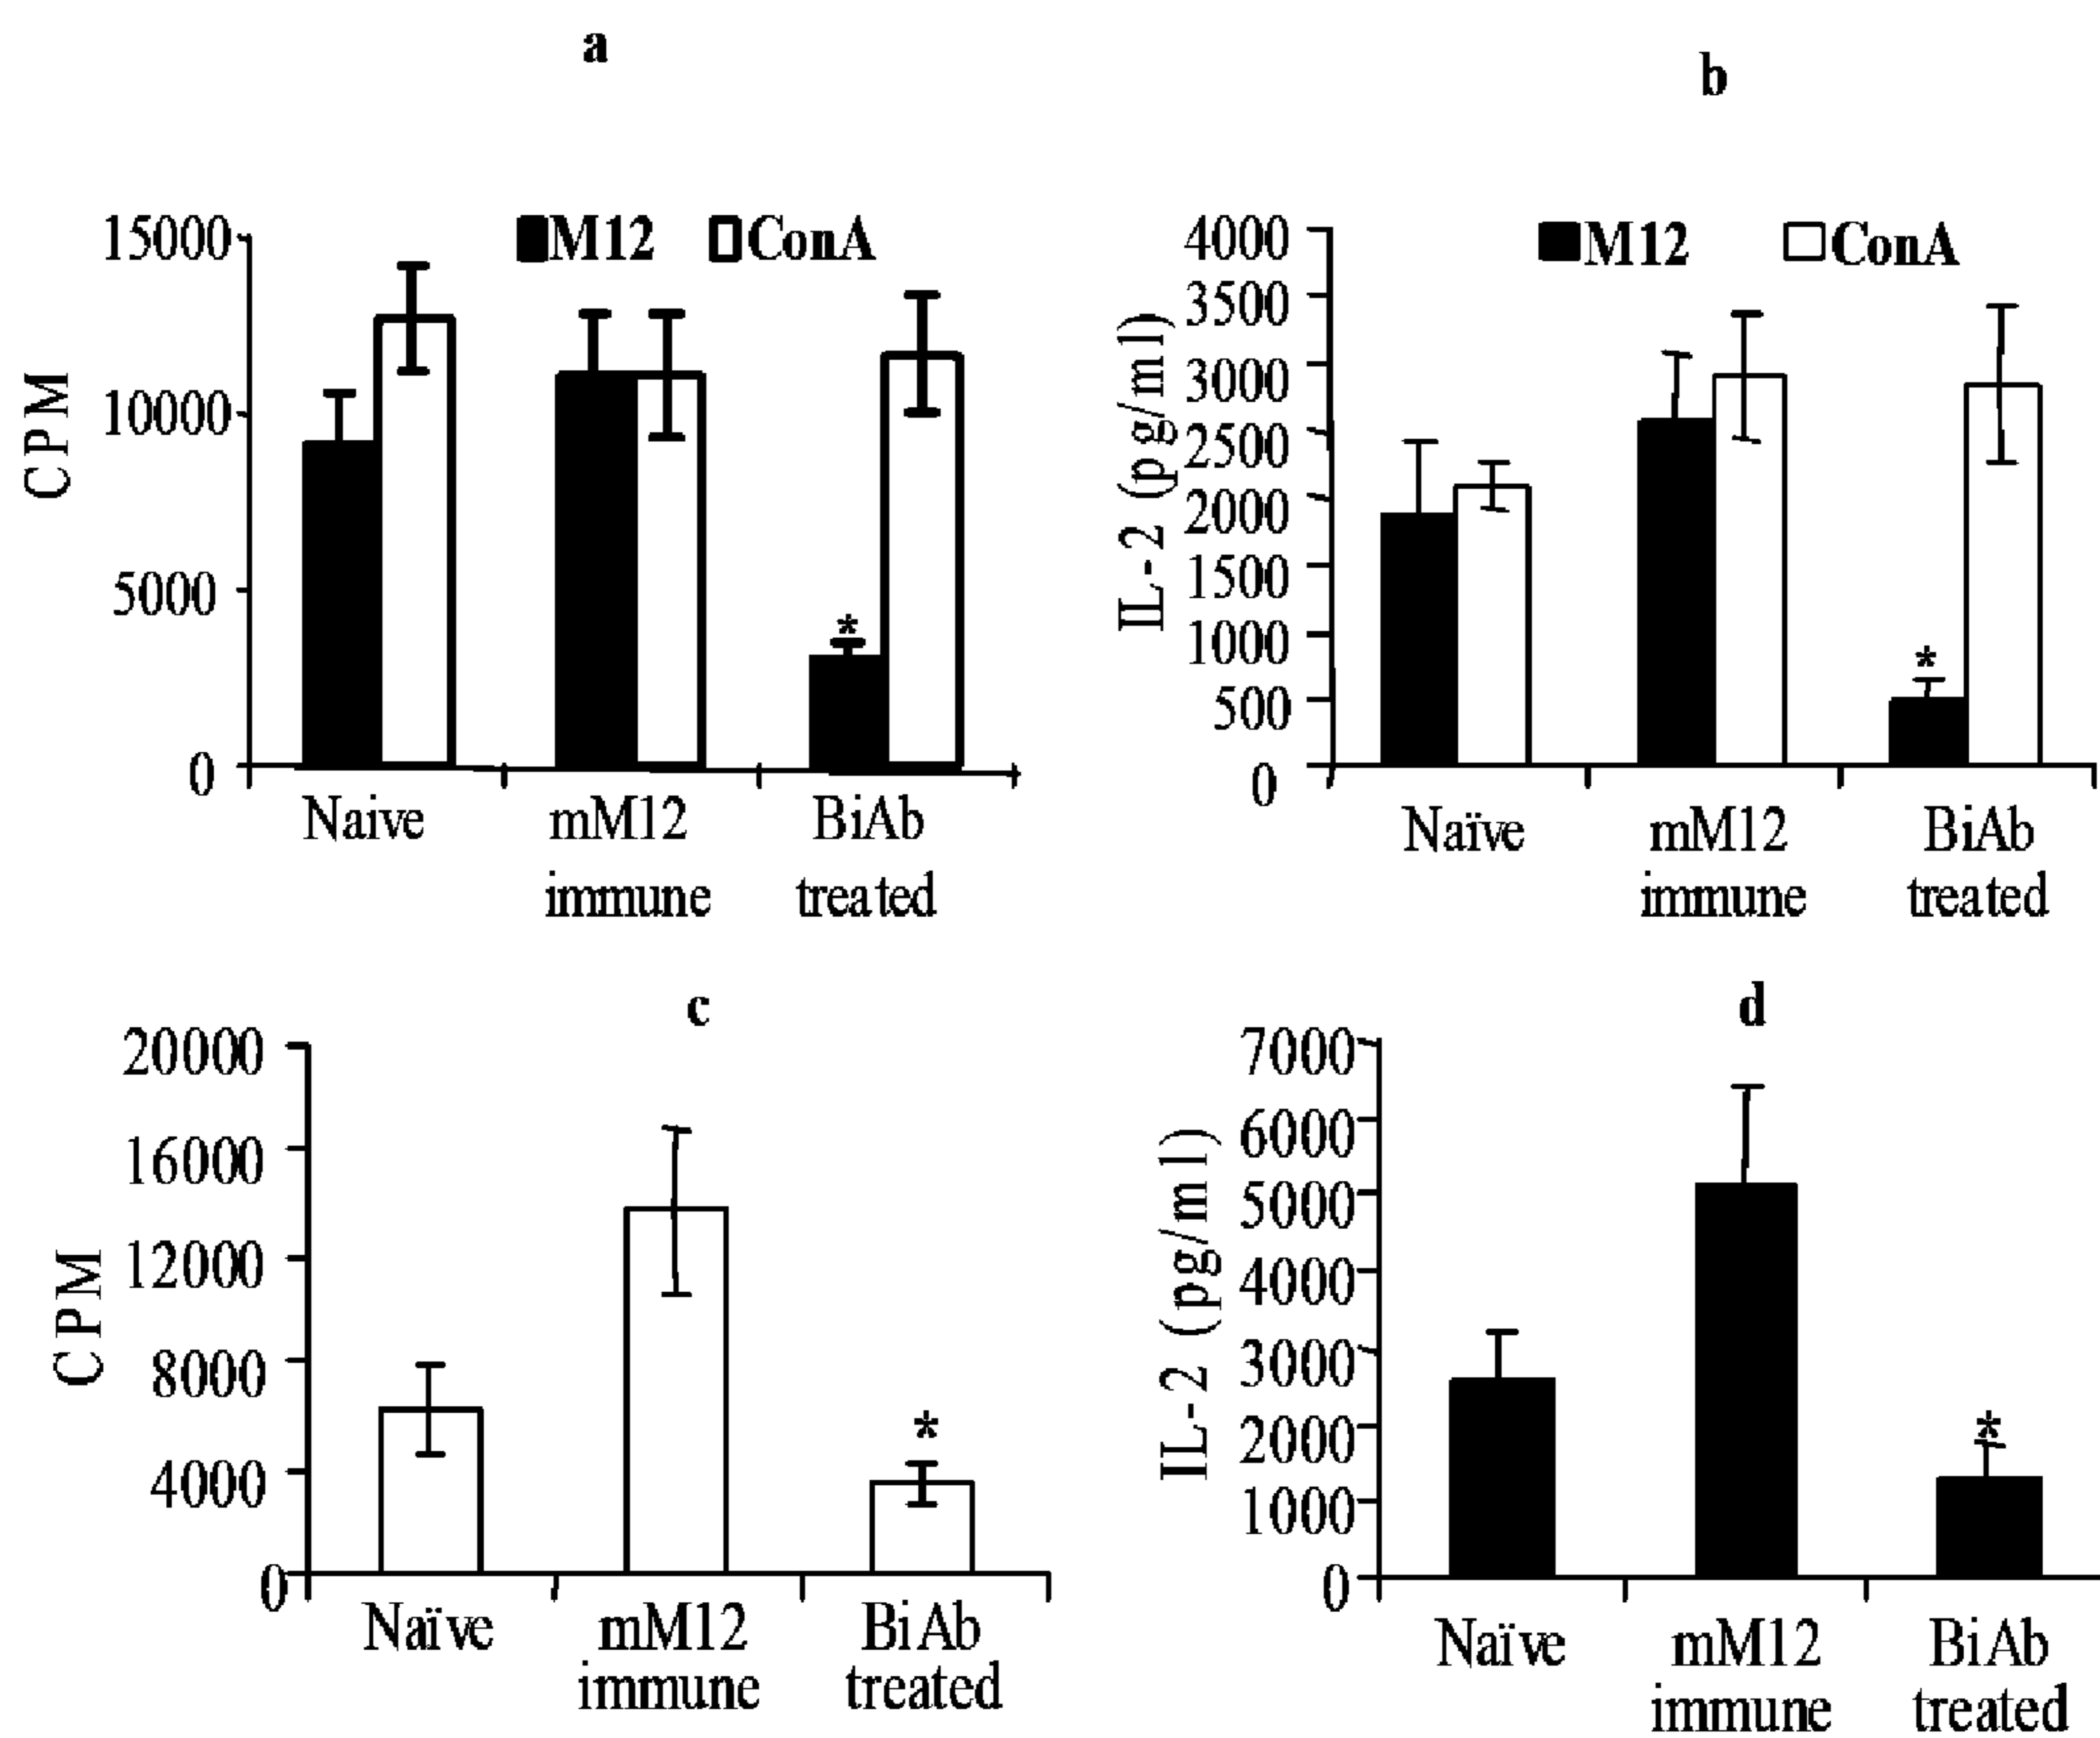 a
15000
10000
5000
0
CPM
M12 ConA
Naive mM12 immune BiAb treated
*
b
4000
3500
3000
2500
2000
1500
1000
500
0
IL-2 (pg/ml)
M12 ConA
Naïve mM12 immune BiAb treated
*
c
20000
16000
12000
8000
4000
0
CPM
Naïve mM12 immune BiAb treated
*
d
7000
6000
5000
4000
3000
2000
1000
0
IL-2 (pg/ml)
Naïve mM12 immune BiAb treated
*